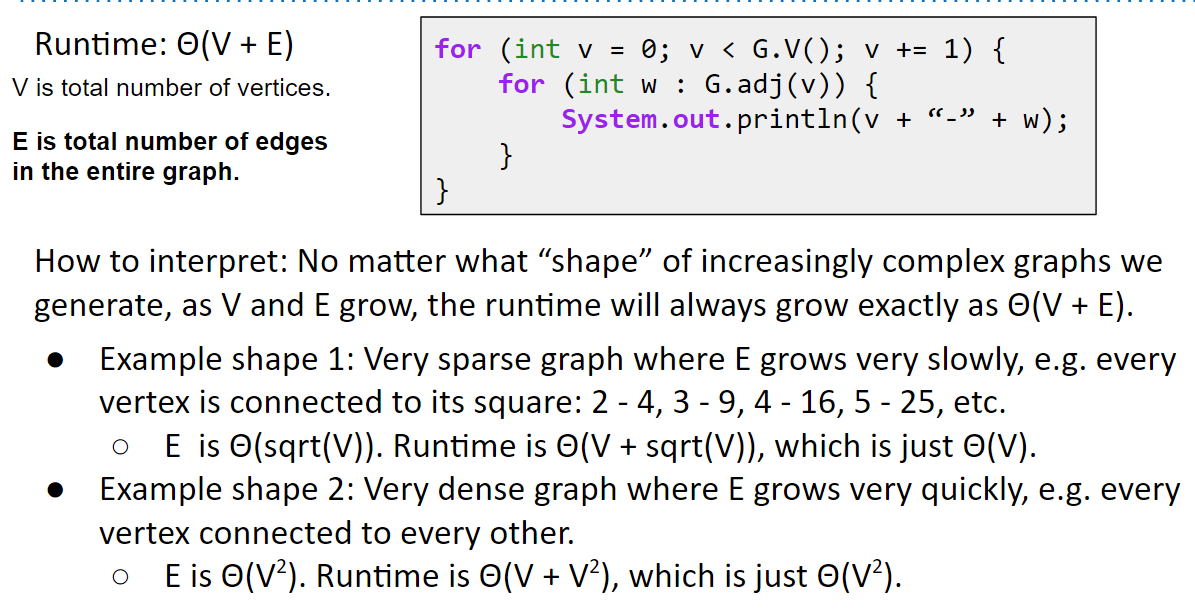 Runtime: Θ(V + E)
V is total number of vertices.
E is total number of edges
in the entire graph.
for (int v = 0; v < G.V(); v += 1) {
    for (int w : G.adj(v)) {
        System.out.println(v + “-” + w);
    }
}
How to interpret: No matter what “shape” of increasingly complex graphs we
generate, as V and E grow, the runtime will always grow exactly as Θ(V + E).
● Example shape 1: Very sparse graph where E grows very slowly, e.g. every
vertex is connected to its square: 2 - 4, 3 - 9, 4 - 16, 5 - 25, etc.
○ E is Θ(sqrt(V)). Runtime is Θ(V + sqrt(V)), which is just Θ(V).
● Example shape 2: Very dense graph where E grows very quickly, e.g. every
vertex connected to every other.
○ E is Θ(V²). Runtime is Θ(V + V²), which is just Θ(V²).